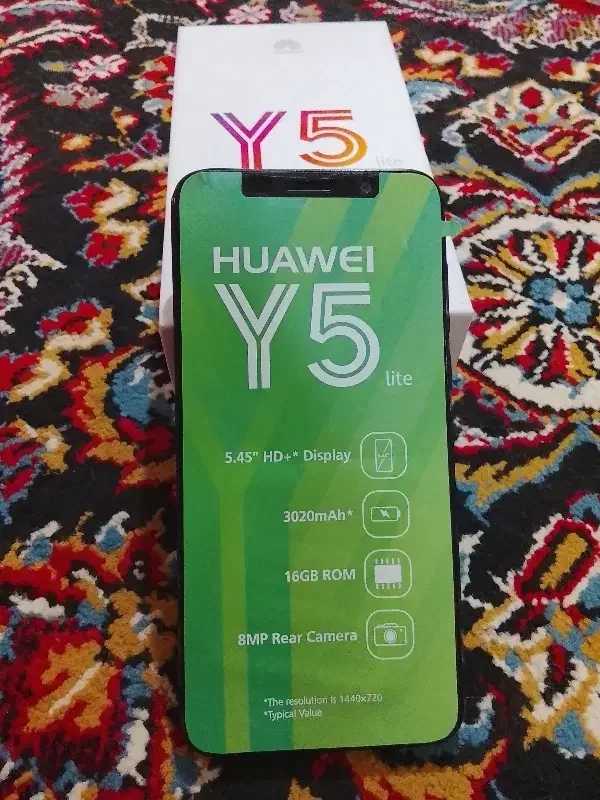 Y5
lite
HUAWEI
Y5
lite
5.45" HD+* Display
3020mAh*
16GB ROM
8MP Rear Camera
*The resolution is 1440x720
*Typical Value